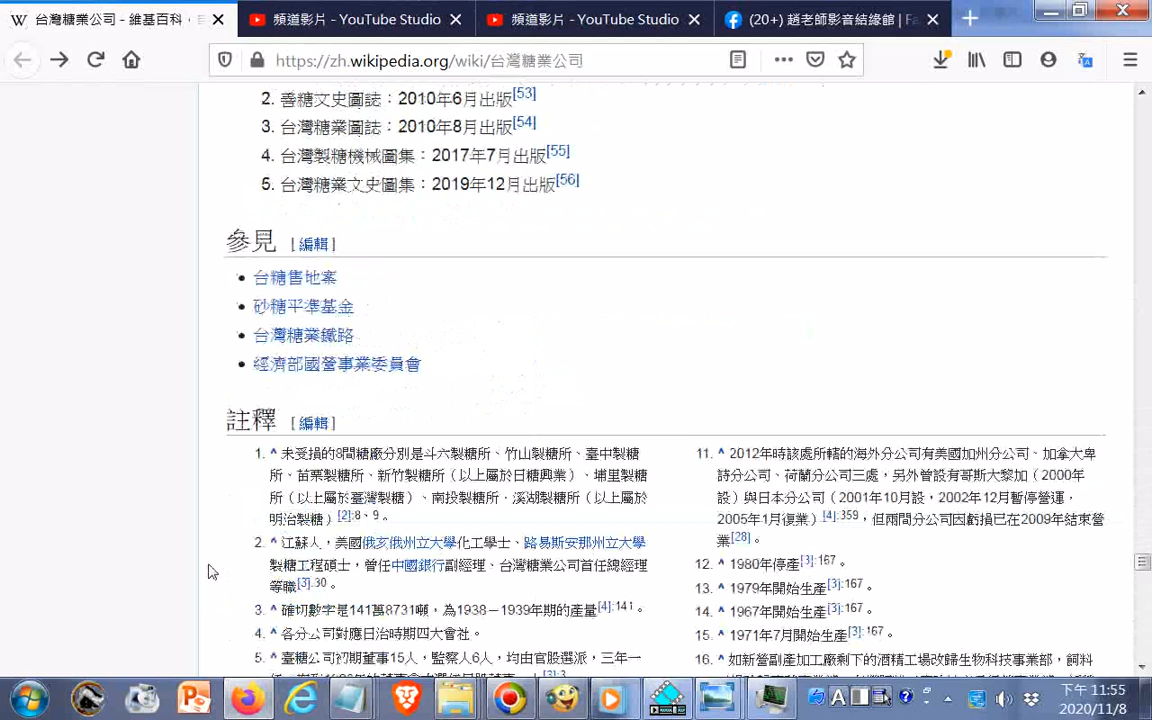 台灣糖業公司 - 維基百科，自
頻道影片 - YouTube Studio
頻道影片 - YouTube Studio
(20+) 趙老師影音結緣館 | Fa
https://zh.wikipedia.org/wiki/台灣糖業公司
2. 善糖文史圖誌：2010年6月出版[53]
3. 台灣糖業圖誌：2010年8月出版[54]
4. 台灣製糖機械圖集：2017年7月出版[55]
5. 台灣糖業文史圖集：2019年12月出版[56]
參見 [編輯]
台糖售地案
砂糖平準基金
台灣糖業鐵路
經濟部國營事業委員會
註釋 [編輯]
1. ^ 未受損的8間糖廠分別是斗六製糖所、竹山製糖所、臺中製糖
所、苗栗製糖所、新竹製糖所（以上屬於日糖興業）、埔里製糖
所（以上屬於臺灣製糖）、南投製糖所．溪湖製糖所（以上屬於
明治製糖）[2]:8、9。
2. ^ 江蘇人，美國俄亥俄州立大學化工學士、路易斯安那州立大學
製糖工程碩士，曾任中國銀行副經理、台灣糖業公司首任總經理
等職[3]:30。
3. ^ 確切數字是141萬8731噸，為1938－1939年期的產量[4]:141。
4. ^ 各分公司對應日治時期四大會社。
5. ^ 臺糖公司初期董事15人，監察人6人，均由官股選派，三年一
11. ^ 2012年時該處所轄的海外分公司有美國加州分公司、加拿大卑
詩分公司、荷蘭分公司三處，另外曾設有哥斯大黎加（2000年
設）與日本分公司（2001年10月設，2002年12月暫停營運．
2005年1月復業）[4]:359，但兩間分公司因虧損已在2009年結束營
業[28]。
12. ^ 1980年停產[3]:167。
13. ^ 1979年開始生產[3]:167。
14. ^ 1967年開始生產[3]:167。
15. ^ 1971年7月開始生產[3]:167。
16. ^ 如新營副產加工廠剩下的酒精工場改歸生物科技事業部，飼料
下午 11:55
2020/11/8